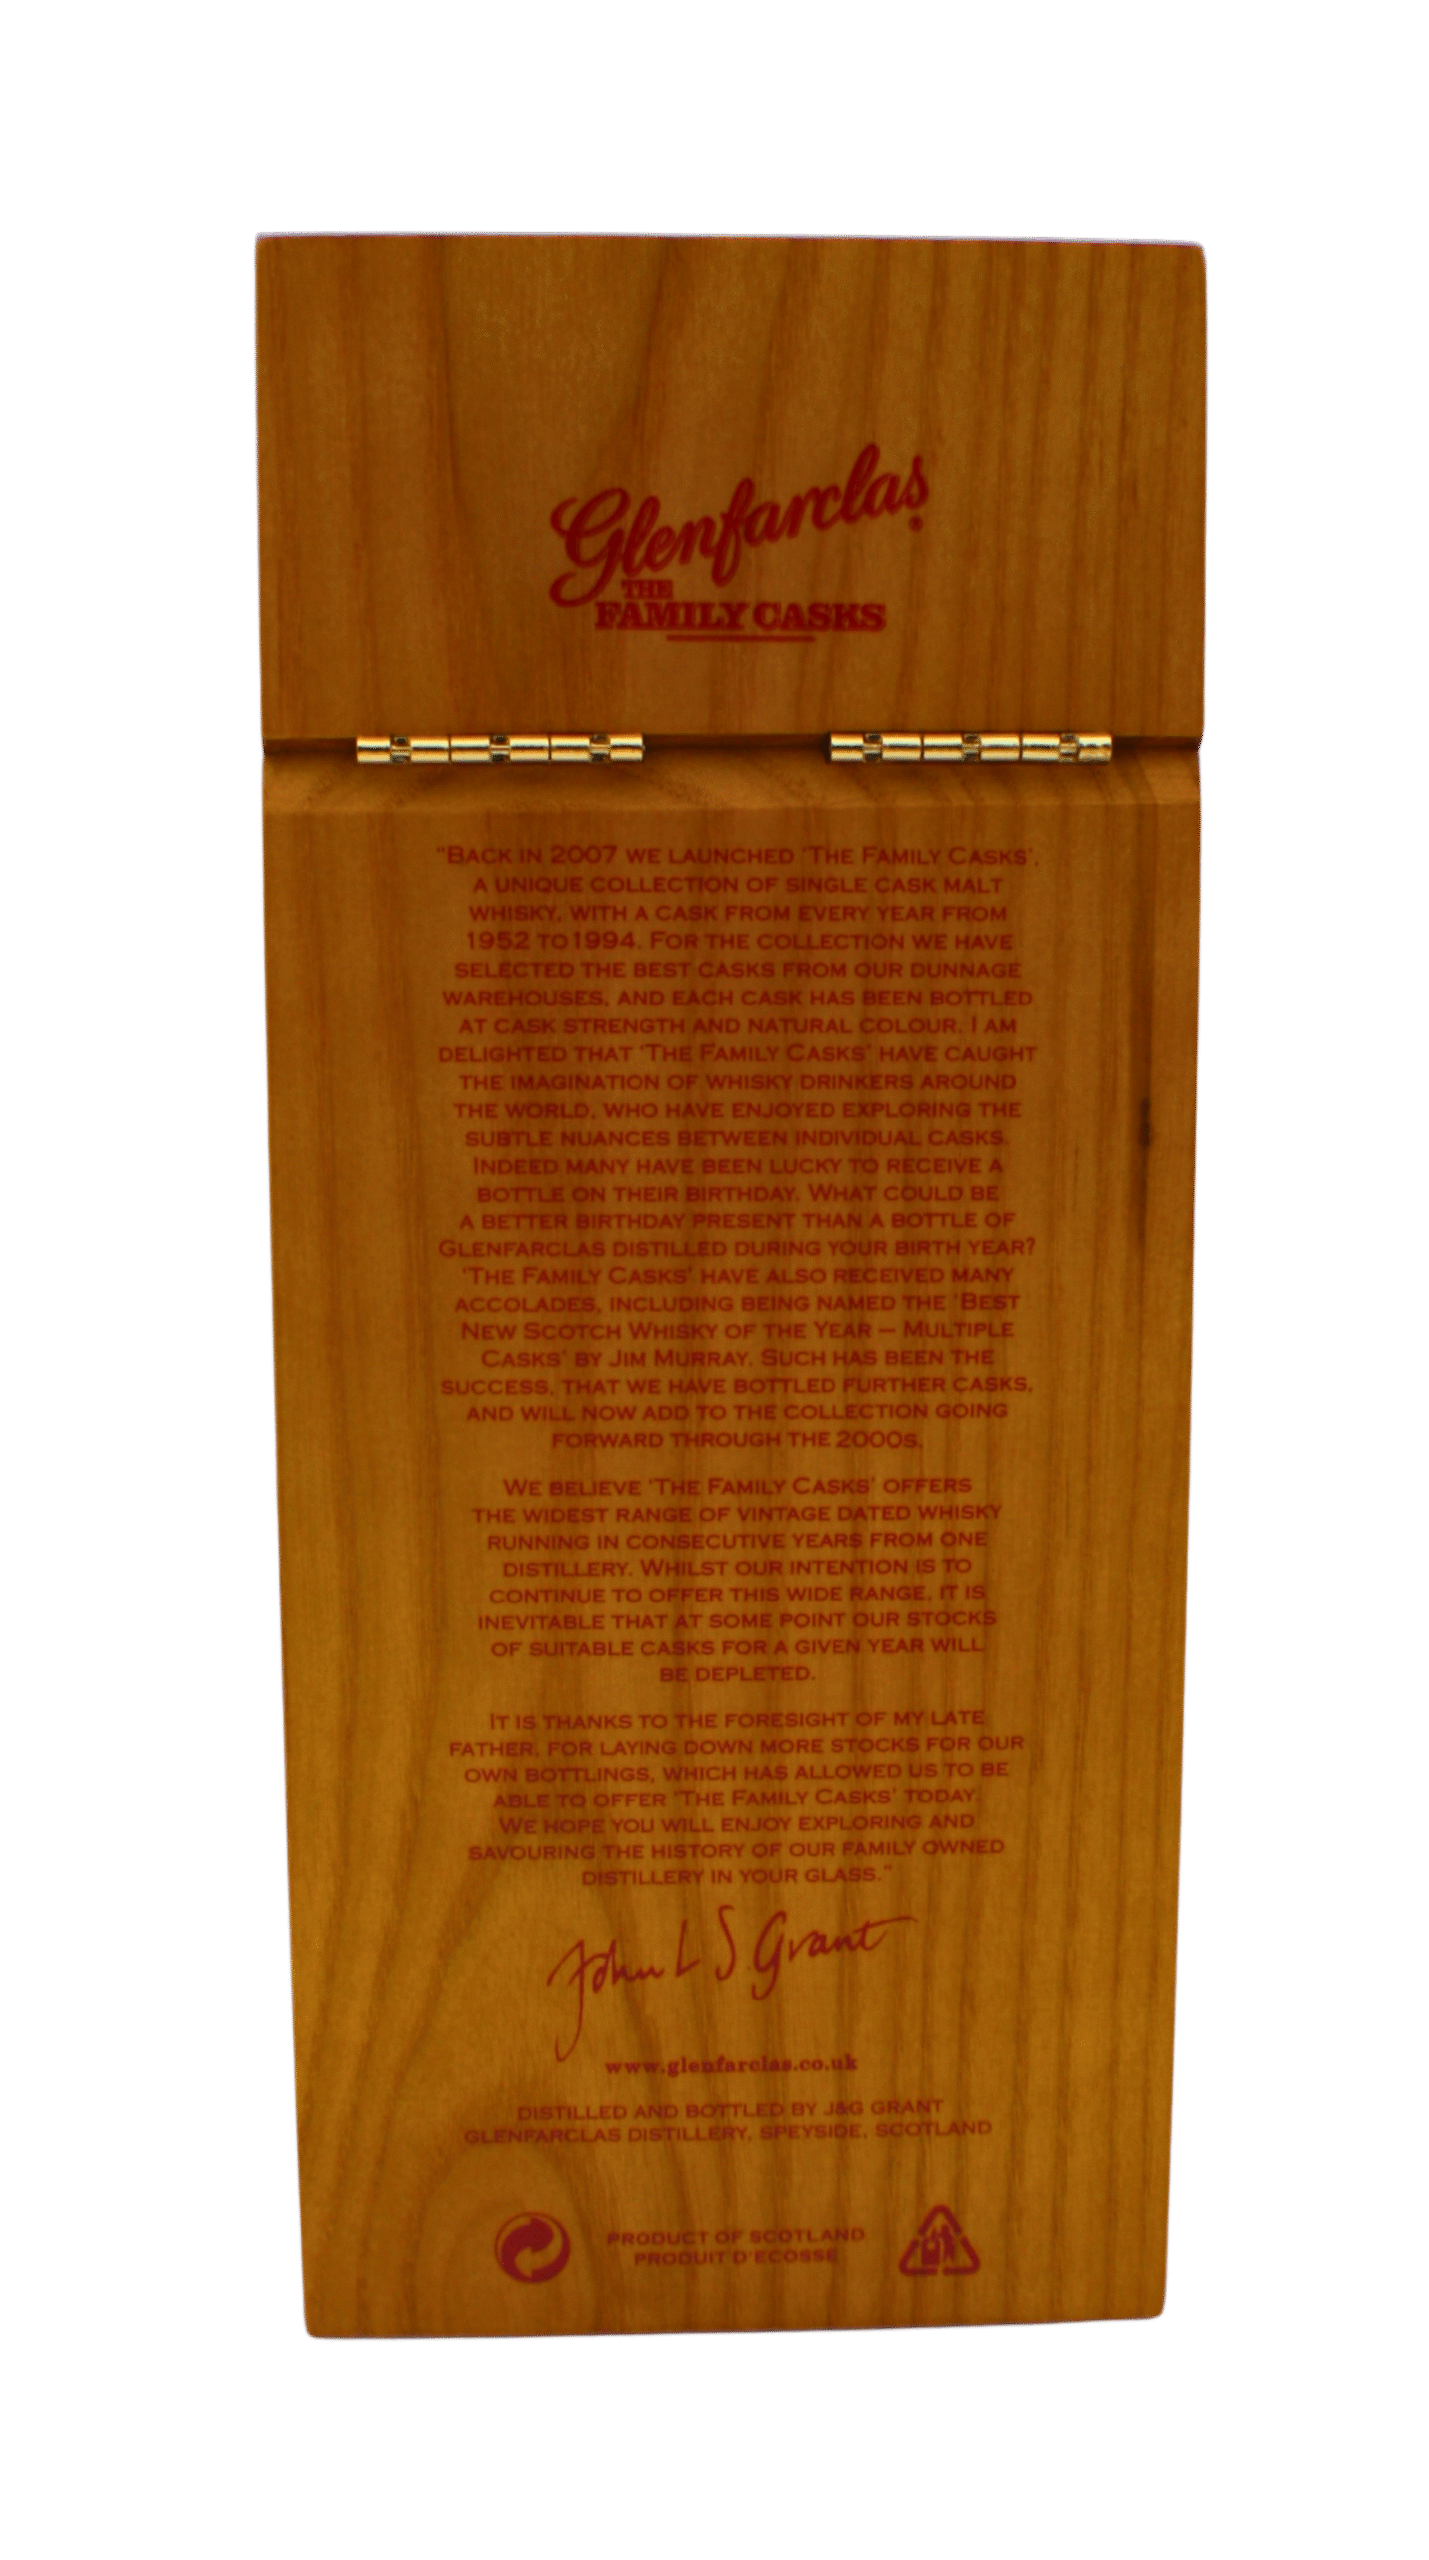 Glenfarclas
THE
FAMILY CASKS
"BACK IN 2007 WE LAUNCHED 'THE FAMILY CASKS',
A UNIQUE COLLECTION OF SINGLE CASK MALT
WHISKY, WITH A CASK FROM EVERY YEAR FROM
1952 TO 1994. FOR THE COLLECTION WE HAVE
SELECTED THE BEST CASKS FROM OUR DUNNAGE
WAREHOUSES, AND EACH CASK HAS BEEN BOTTLED
AT CASK STRENGTH AND NATURAL COLOUR. I AM
DELIGHTED THAT 'THE FAMILY CASKS' HAVE CAUGHT
THE IMAGINATION OF WHISKY DRINKERS AROUND
THE WORLD, WHO HAVE ENJOYED EXPLORING THE
SUBTLE NUANCES BETWEEN INDIVIDUAL CASKS.
INDEED MANY HAVE BEEN LUCKY TO RECEIVE A
BOTTLE ON THEIR BIRTHDAY. WHAT COULD BE
A BETTER BIRTHDAY PRESENT THAN A BOTTLE OF
GLENFARCLAS DISTILLED DURING YOUR BIRTH YEAR?
'THE FAMILY CASKS' HAVE ALSO RECEIVED MANY
ACCOLADES, INCLUDING BEING NAMED THE 'BEST
NEW SCOTCH WHISKY OF THE YEAR – MULTIPLE
CASKS' BY JIM MURRAY. SUCH HAS BEEN THE
SUCCESS, THAT WE HAVE BOTTLED FURTHER CASKS,
AND WILL NOW ADD TO THE COLLECTION GOING
FORWARD THROUGH THE 2000s.
WE BELIEVE 'THE FAMILY CASKS' OFFERS
THE WIDEST RANGE OF VINTAGE DATED WHISKY
RUNNING IN CONSECUTIVE YEARS FROM ONE
DISTILLERY. WHILST OUR INTENTION IS TO
CONTINUE TO OFFER THIS WIDE RANGE, IT IS
INEVITABLE THAT AT SOME POINT OUR STOCKS
OF SUITABLE CASKS FOR A GIVEN YEAR WILL
BE DEPLETED.
IT IS THANKS TO THE FORESIGHT OF MY LATE
FATHER, FOR LAYING DOWN MORE STOCKS FOR OUR
OWN BOTTLINGS, WHICH HAS ALLOWED US TO BE
ABLE TO OFFER 'THE FAMILY CASKS' TODAY.
WE HOPE YOU WILL ENJOY EXPLORING AND
SAVOURING THE HISTORY OF OUR FAMILY OWNED
DISTILLERY IN YOUR GLASS."
John L S Grant
www.glenfarclas.co.uk
DISTILLED AND BOTTLED BY J&G GRANT
GLENFARCLAS DISTILLERY, SPEYSIDE, SCOTLAND
PRODUCT OF SCOTLAND
PRODUIT D'ECOSSE